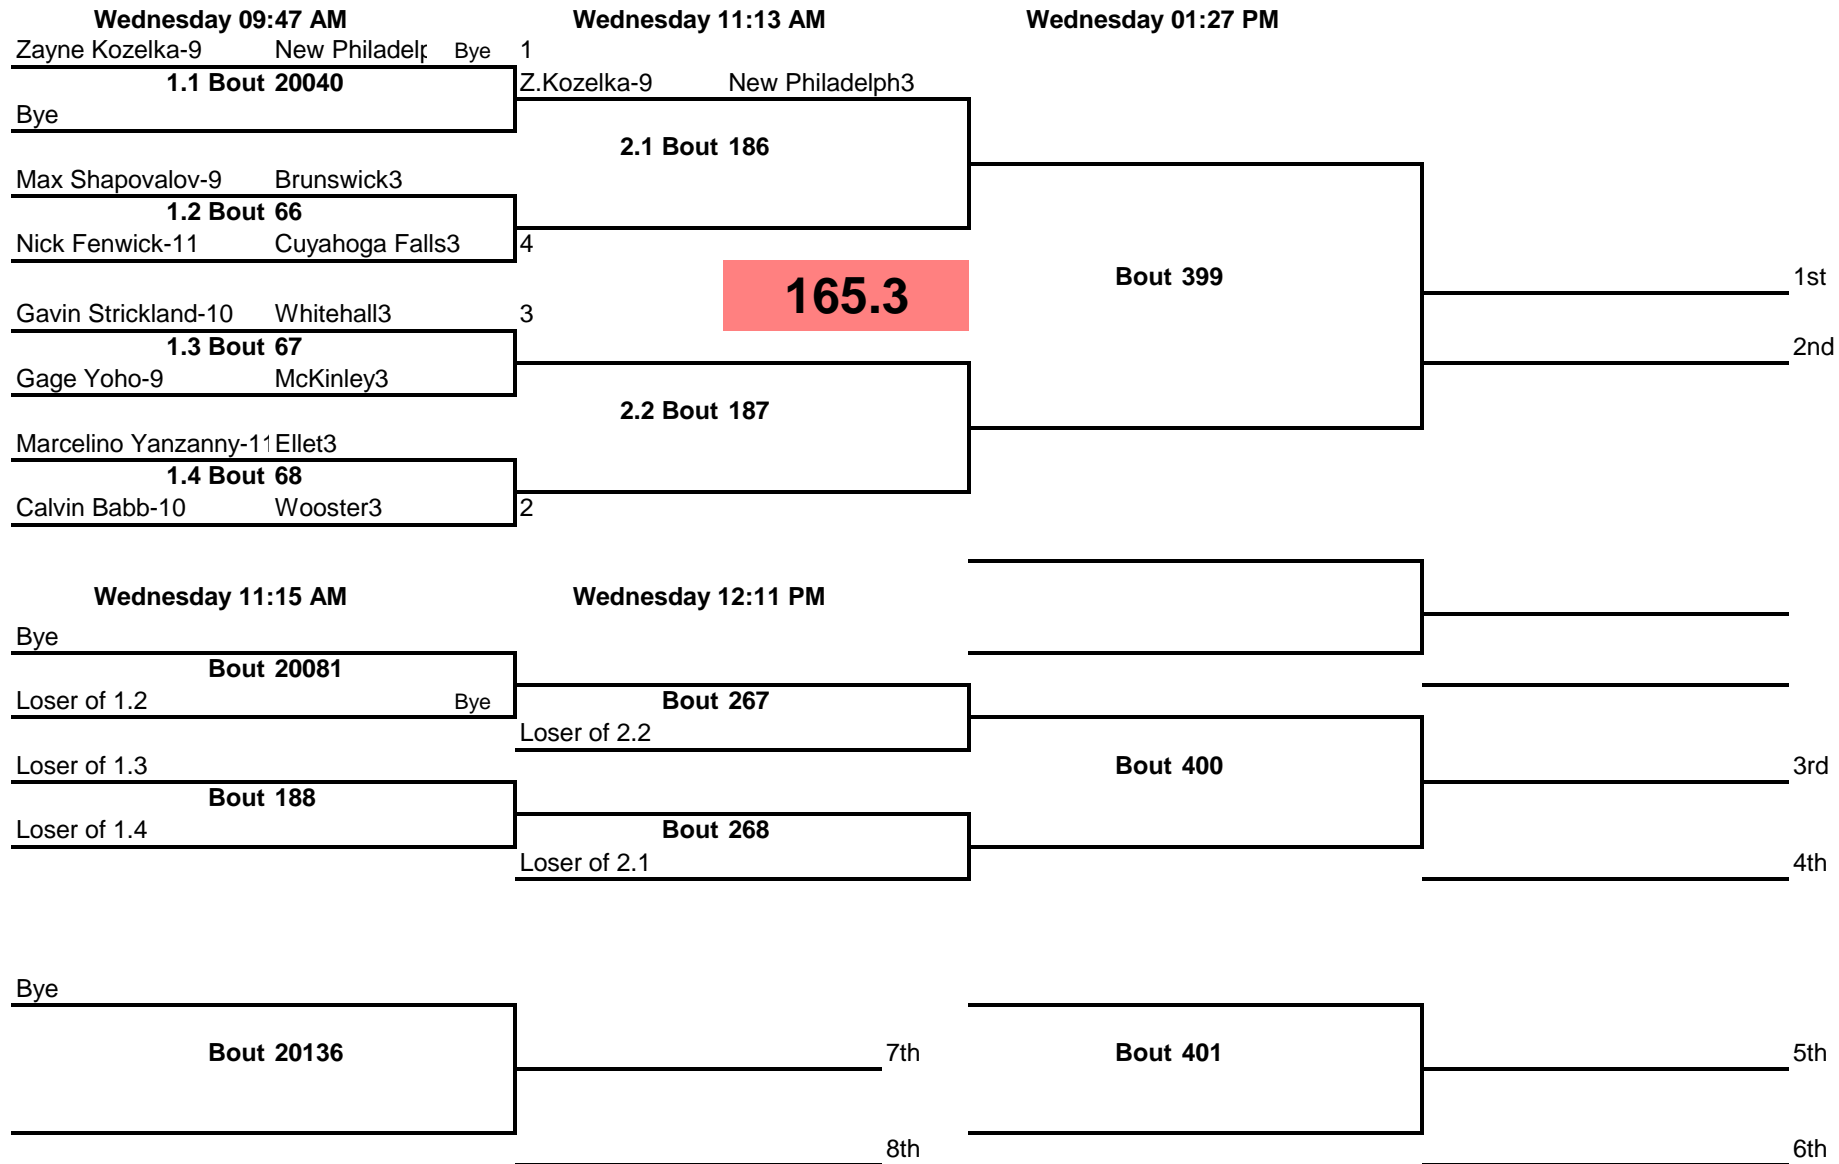 Wednesday 09:47 AM Wednesday 11:13 AM Wednesday 01:27 PM
Zayne Kozelka-9 New Philadelp Bye 1
1.1 Bout 20040 Z.Kozelka-9 New Philadelph3
Bye
2.1 Bout 186
Max Shapovalov-9 Brunswick3
1.2 Bout 66
Nick Fenwick-11 Cuyahoga Falls3 4
165.3 Bout 399 1st
Gavin Strickland-10 Whitehall3 3
1.3 Bout 67 2nd
Gage Yoho-9 McKinley3
2.2 Bout 187
Marcelino Yanzanny-11 Ellet3
1.4 Bout 68
Calvin Babb-10 Wooster3 2
Wednesday 11:15 AM Wednesday 12:11 PM
Bye
Bout 20081
Loser of 1.2 Bye Bout 267
Loser of 2.2
Loser of 1.3 Bout 400 3rd
Bout 188
Loser of 1.4 Bout 268
Loser of 2.1 4th
Bye
Bout 20136 7th Bout 401 5th
8th 6th